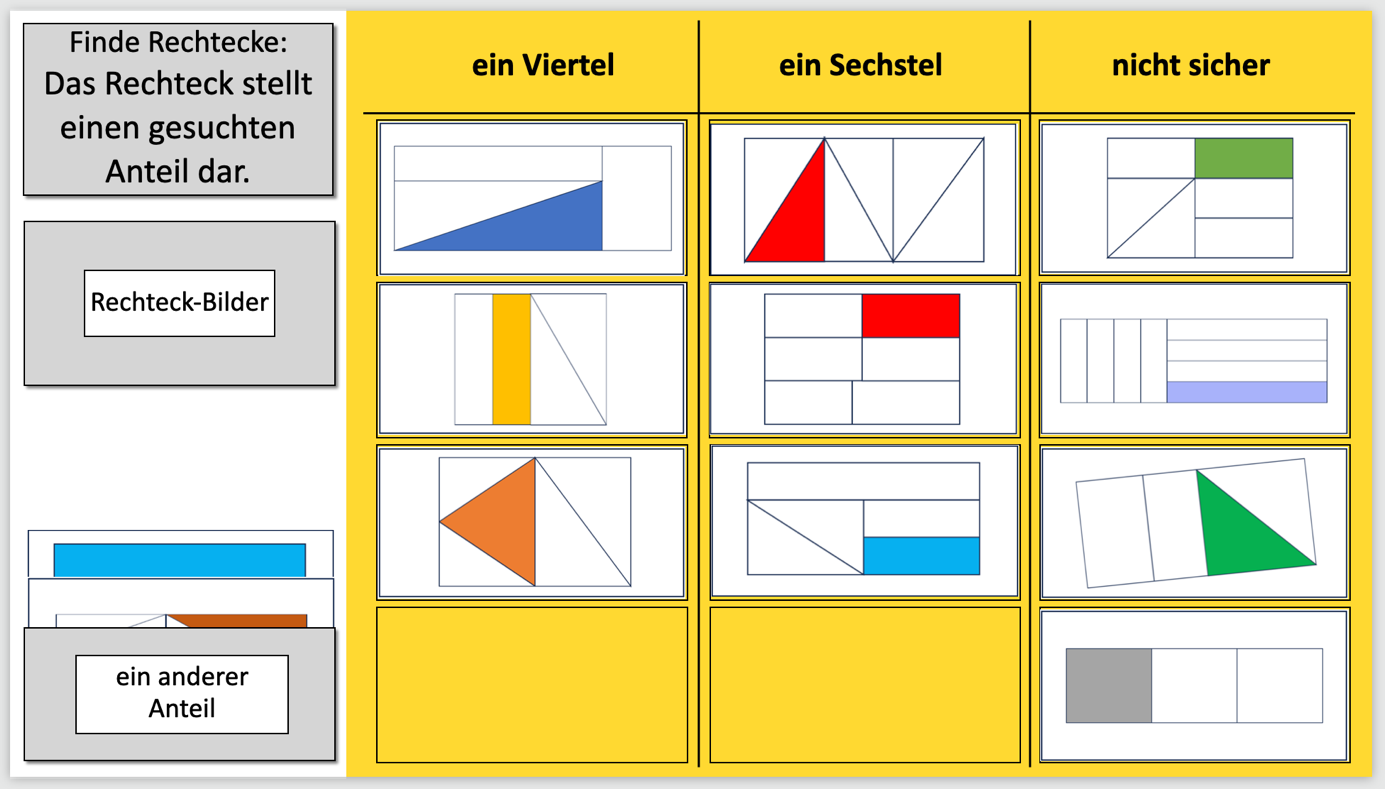 Finde Rechtecke:
Das Rechteck stellt
einen gesuchten
Anteil dar.
Rechteck-Bilder
ein anderer
Anteil
ein Viertel
ein Sechstel
nicht sicher